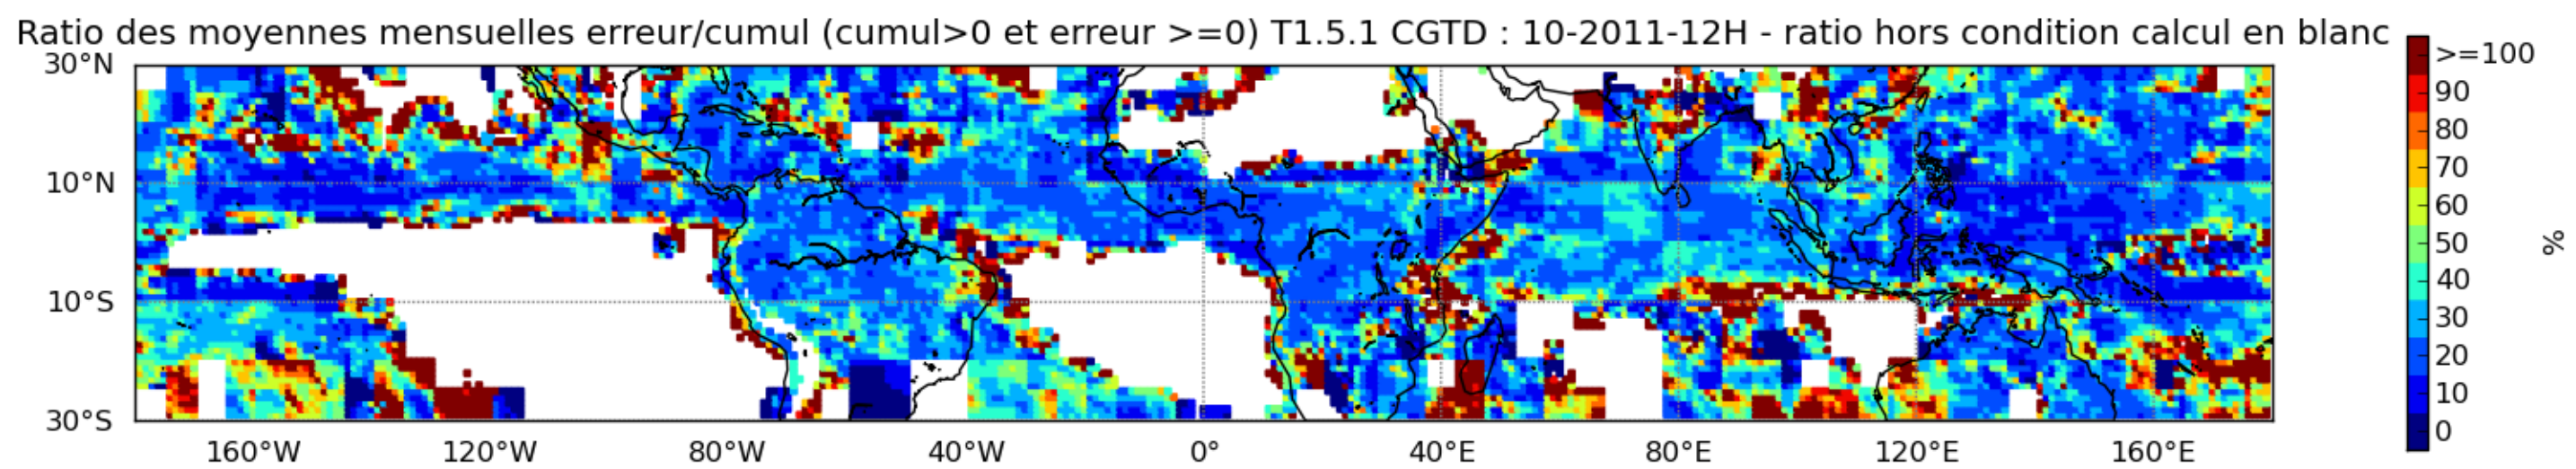 Ratio des moyennes mensuelles erreur/cumul (cumul>0 et erreur >=0) T1.5.1 CGTD : 10-2011-12H - ratio hors condition calcul en blanc
30°N
10°N
10°S
30°S
160°W 120°W 80°W 40°W 0° 40°E 80°E 120°E 160°E
>=100
90
80
70
60
50
40
30
20
10
0
%